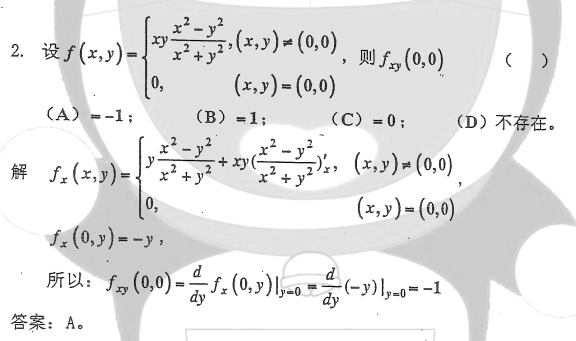 2. 设 f(x,y) = { xy (x² − y²)/(x² + y²), (x,y) ≠ (0,0)
0, (x,y) = (0,0) , 则 f_xy(0,0) （ ）
（A）= −1； （B）= 1； （C）= 0； （D）不存在。
解 f_x(x,y) = { y (x² − y²)/(x² + y²) + xy((x² − y²)/(x² + y²))'_x, (x,y) ≠ (0,0)
0, (x,y) = (0,0) ,
f_x(0,y) = −y ,
所以: f_xy(0,0) = d/dy f_x(0,y)|_{y=0} = d/dy (−y)|_{y=0} = −1
答案: A。